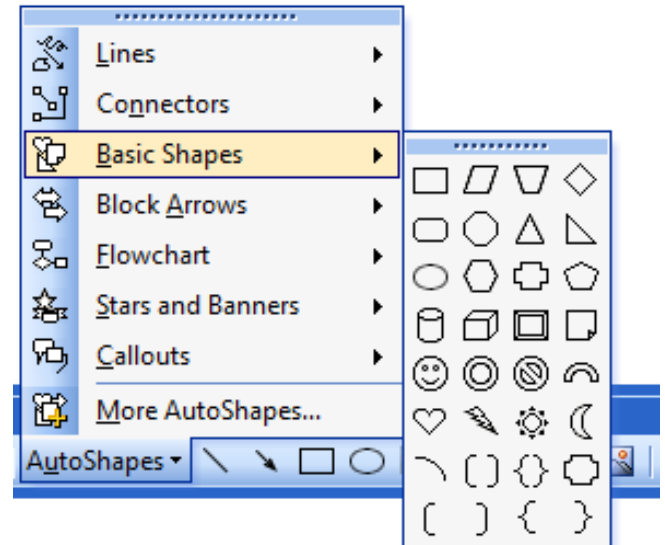 Lines
Connectors
Basic Shapes
Block Arrows
Flowchart
Stars and Banners
Callouts
More AutoShapes...
AutoShapes